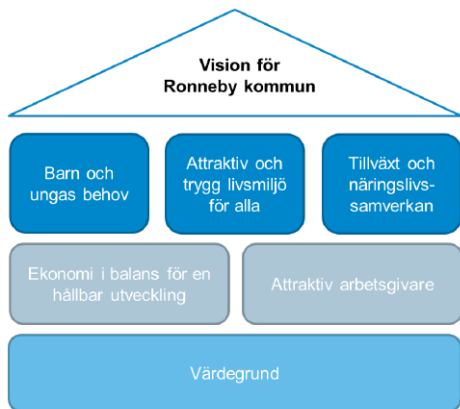 Vision för
Ronneby kommun
Barn och
ungas behov
Attraktiv och
trygg livsmiljö
för alla
Tillväxt och
näringslivs-
samverkan
Ekonomi i balans för en
hållbar utveckling
Attraktiv arbetsgivare
Värdegrund